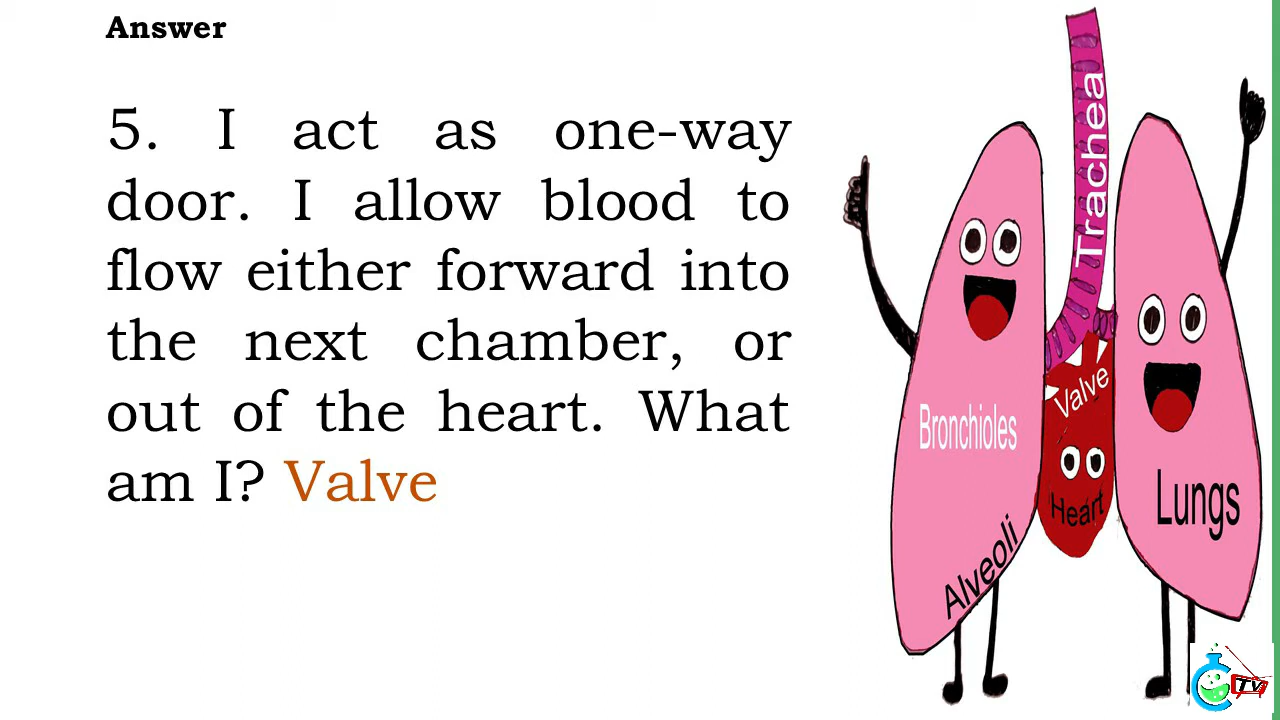 Answer
5. I act as one-way
door. I allow blood to
flow either forward into
the next chamber, or
out of the heart. What
am I? Valve
Trachea
Valve
Bronchioles
Heart
Lungs
Alveoli
TV